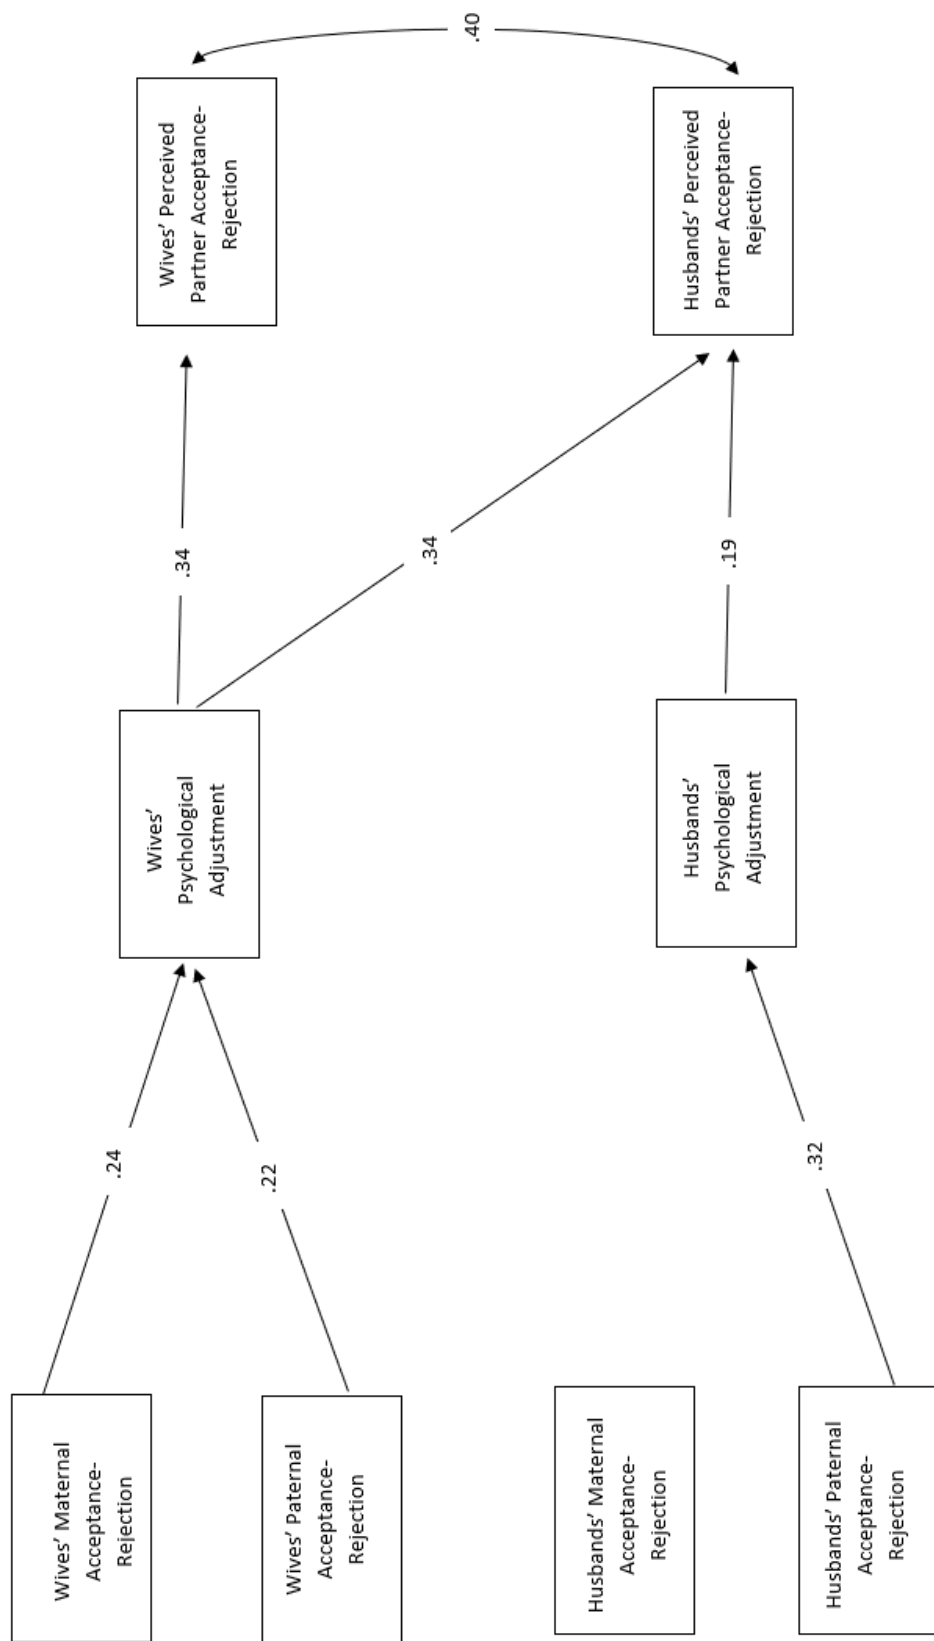 Wives’ Maternal
Acceptance-
Rejection
Wives’ Paternal
Acceptance-
Rejection
Husbands’ Maternal
Acceptance-
Rejection
Husbands’ Paternal
Acceptance-
Rejection
.24
.22
.32
Wives’
Psychological
Adjustment
Husbands’
Psychological
Adjustment
.34
.34
.19
Wives’ Perceived
Partner Acceptance-
Rejection
Husbands’ Perceived
Partner Acceptance-
Rejection
.40